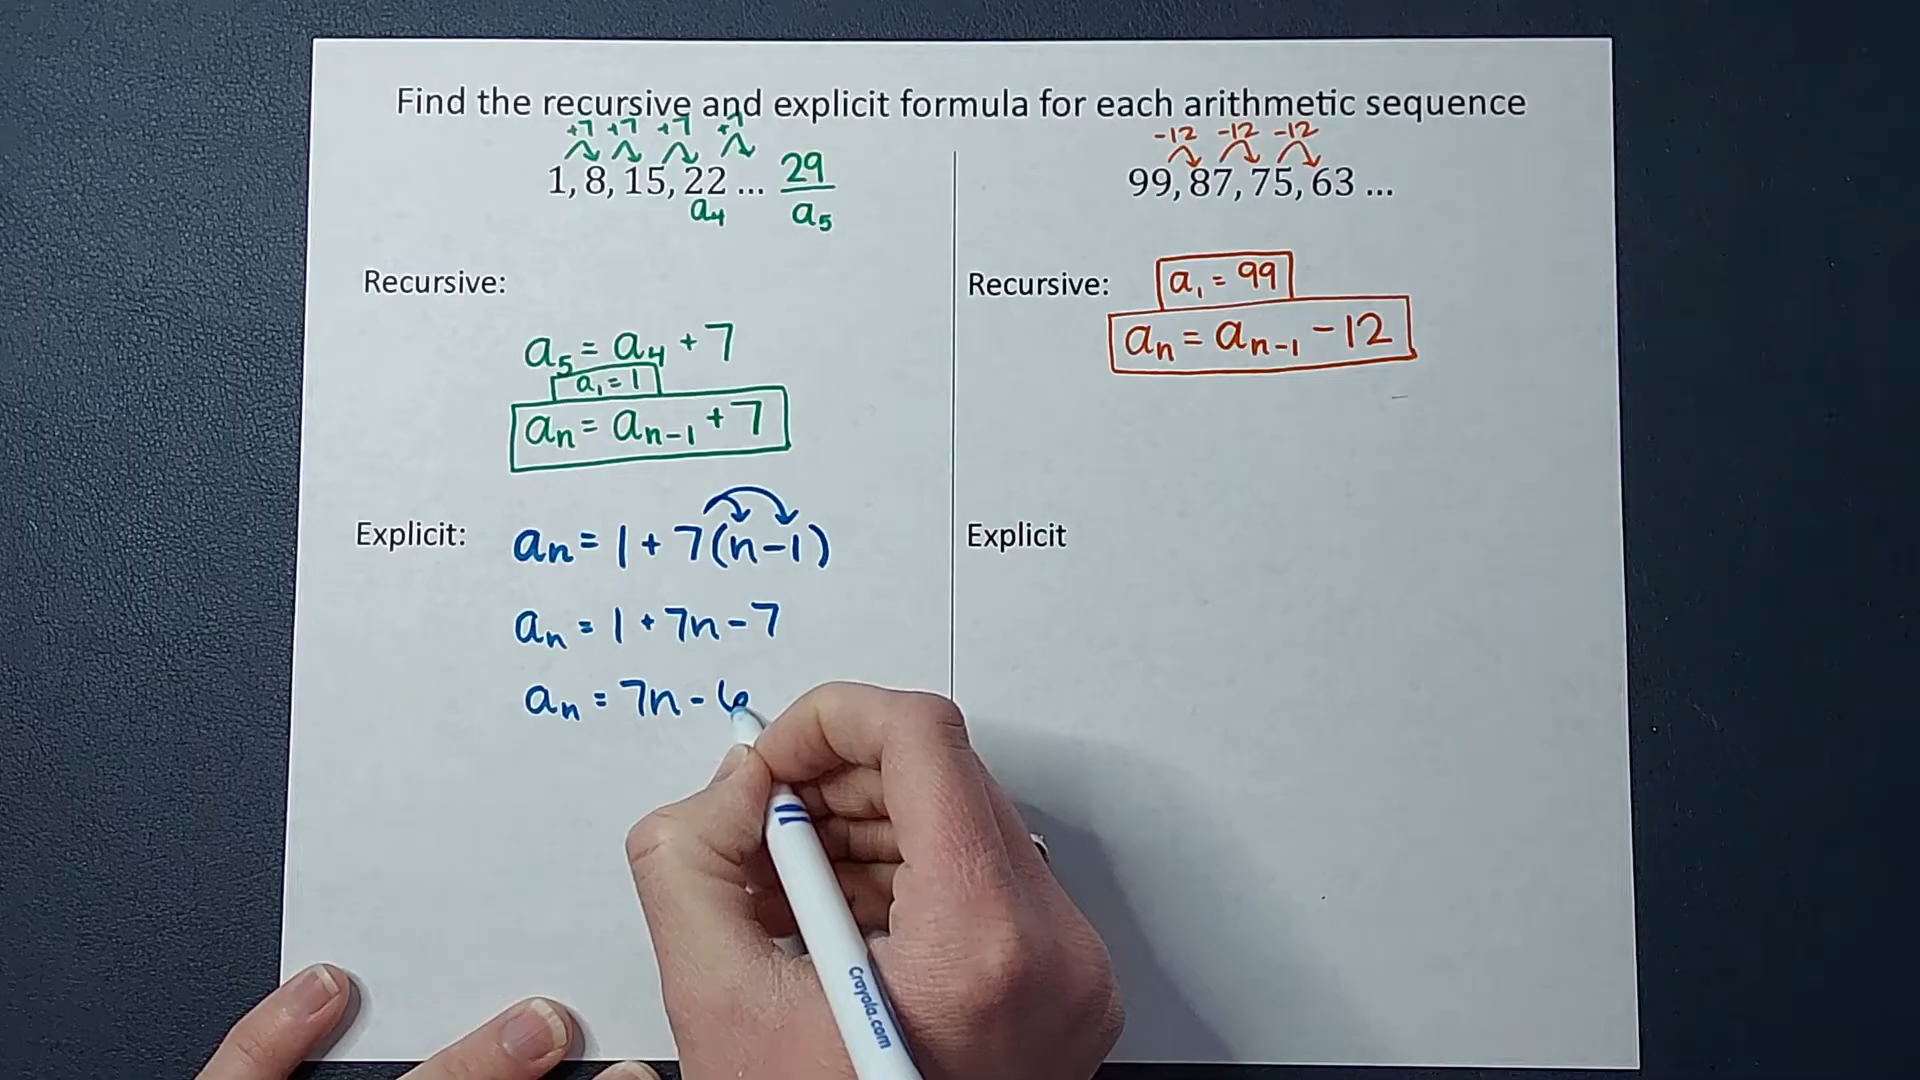 Find the recursive and explicit formula for each arithmetic sequence
+7 +7 +7 +7
1, 8, 15, 22 ... 29
a₄ a₅
Recursive:
a₅ = a₄ + 7
a₁ = 1
aₙ = aₙ₋₁ + 7
Explicit: aₙ = 1 + 7(n-1)
aₙ = 1 + 7n - 7
aₙ = 7n - 6
-12 -12 -12
99, 87, 75, 63 ...
Recursive: a₁ = 99
aₙ = aₙ₋₁ - 12
Explicit
Crayola.com